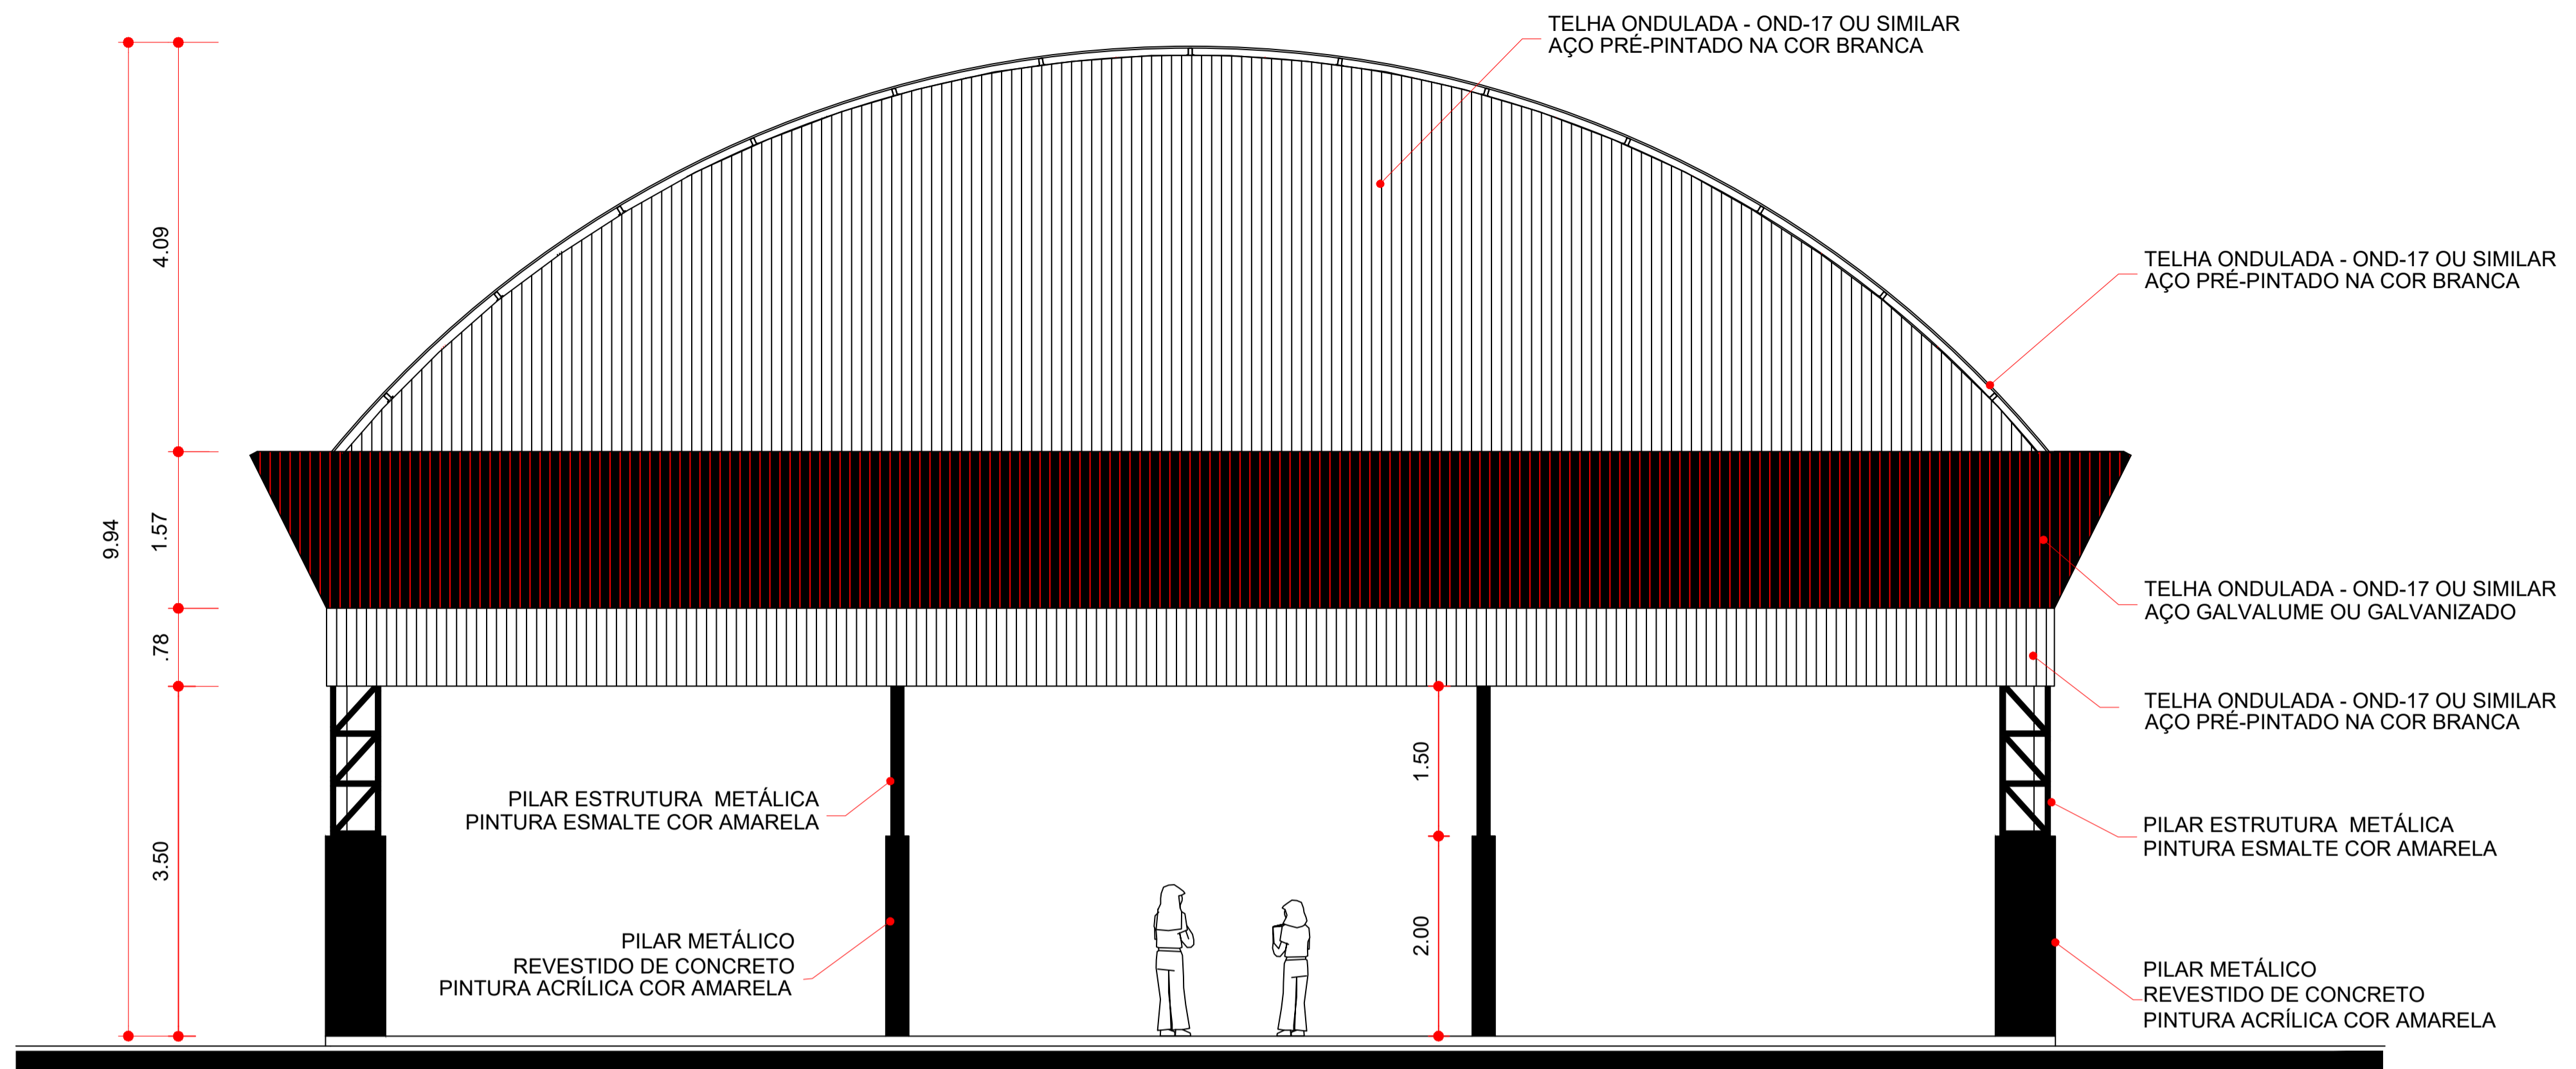 TELHA ONDULADA - OND-17 OU SIMILAR
AÇO PRÉ-PINTADO NA COR BRANCA
4.09
TELHA ONDULADA - OND-17 OU SIMILAR
AÇO PRÉ-PINTADO NA COR BRANCA
9.94
1.57
TELHA ONDULADA - OND-17 OU SIMILAR
AÇO GALVALUME OU GALVANIZADO
.78
TELHA ONDULADA - OND-17 OU SIMILAR
AÇO PRÉ-PINTADO NA COR BRANCA
1.50
PILAR ESTRUTURA  METÁLICA
PINTURA ESMALTE COR AMARELA
PILAR ESTRUTURA  METÁLICA
PINTURA ESMALTE COR AMARELA
3.50
2.00
PILAR METÁLICO
REVESTIDO DE CONCRETO
PINTURA ACRÍLICA COR AMARELA
PILAR METÁLICO
REVESTIDO DE CONCRETO
PINTURA ACRÍLICA COR AMARELA